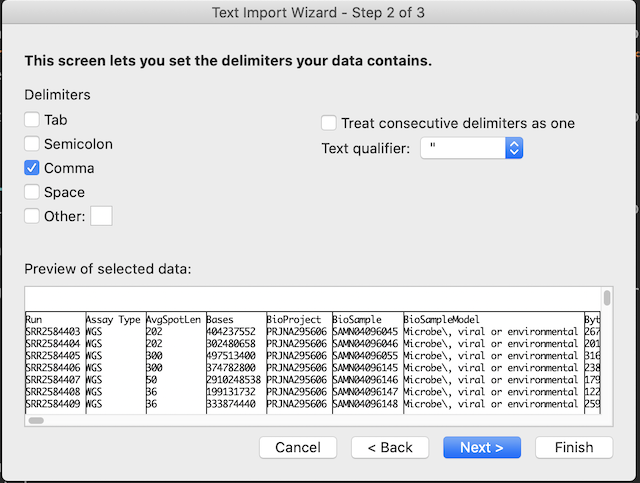 Text Import Wizard - Step 2 of 3
This screen lets you set the delimiters your data contains.
Delimiters
Tab
Semicolon
Comma
Space
Other:
Treat consecutive delimiters as one
Text qualifier: "
Preview of selected data:
Run Assay Type AvgSpotLen Bases BioProject BioSample BioSampleModel Byt
SRR2584403 WGS 202 404237552 PRJNA295606 SAMN04096045 Microbe\, viral or environmental 267
SRR2584404 WGS 202 302480658 PRJNA295606 SAMN04096046 Microbe\, viral or environmental 201
SRR2584405 WGS 300 497513400 PRJNA295606 SAMN04096055 Microbe\, viral or environmental 316
SRR2584406 WGS 300 374782800 PRJNA295606 SAMN04096145 Microbe\, viral or environmental 238
SRR2584407 WGS 50 2910248538 PRJNA295606 SAMN04096146 Microbe\, viral or environmental 179
SRR2584408 WGS 36 199131732 PRJNA295606 SAMN04096147 Microbe\, viral or environmental 122
SRR2584409 WGS 36 333874440 PRJNA295606 SAMN04096148 Microbe\, viral or environmental 259
Cancel < Back Next > Finish